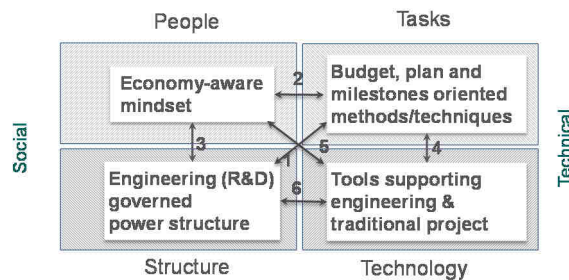 People
Tasks
Social
Economy-aware
mindset
2
Budget, plan and
milestones oriented
methods/techniques
Technical
3
1
5
4
Engineering (R&D)
governed
power structure
6
Tools supporting
engineering &
traditional project
Structure
Technology